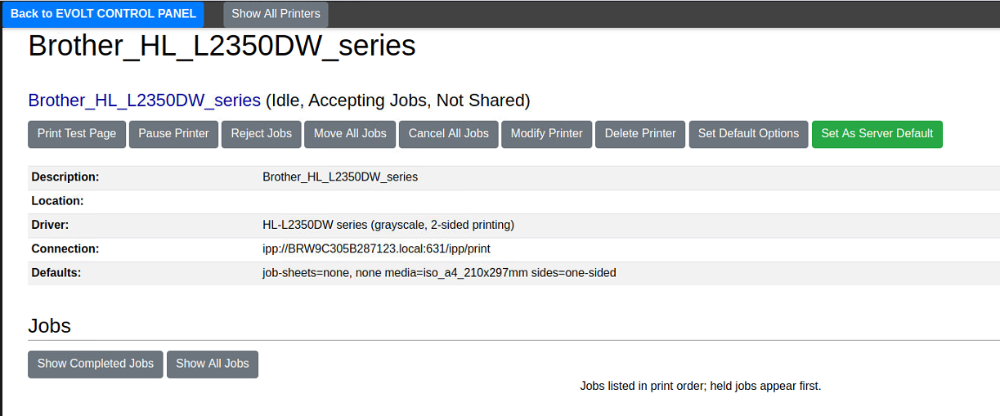 Back to EVOLT CONTROL PANEL Show All Printers
Brother_HL_L2350DW_series
Brother_HL_L2350DW_series (Idle, Accepting Jobs, Not Shared)
Print Test Page Pause Printer Reject Jobs Move All Jobs Cancel All Jobs Modify Printer Delete Printer Set Default Options Set As Server Default
Description: Brother_HL_L2350DW_series
Location:
Driver: HL-L2350DW series (grayscale, 2-sided printing)
Connection: ipp://BRW9C305B287123.local:631/ipp/print
Defaults: job-sheets=none, none media=iso_a4_210x297mm sides=one-sided
Jobs
Show Completed Jobs Show All Jobs
Jobs listed in print order; held jobs appear first.